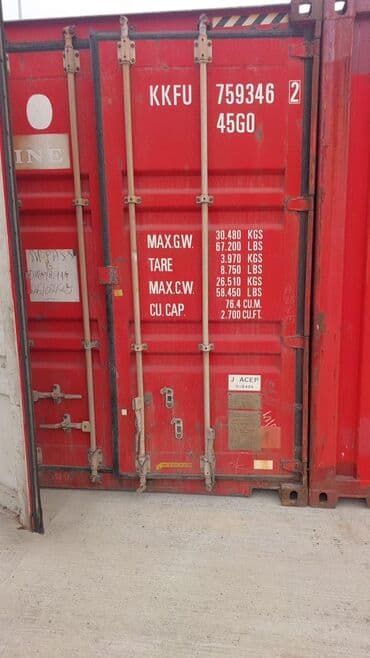 KKFU 759346 2
45G0
INE
MAX.G.W. 30.480 KGS
67.200 LBS
TARE 3.970 KGS
8.750 LBS
MAX.C.W. 26.510 KGS
58.450 LBS
CU.CAP. 76.4 CU.M.
2.700 CU.FT.
J ACEP